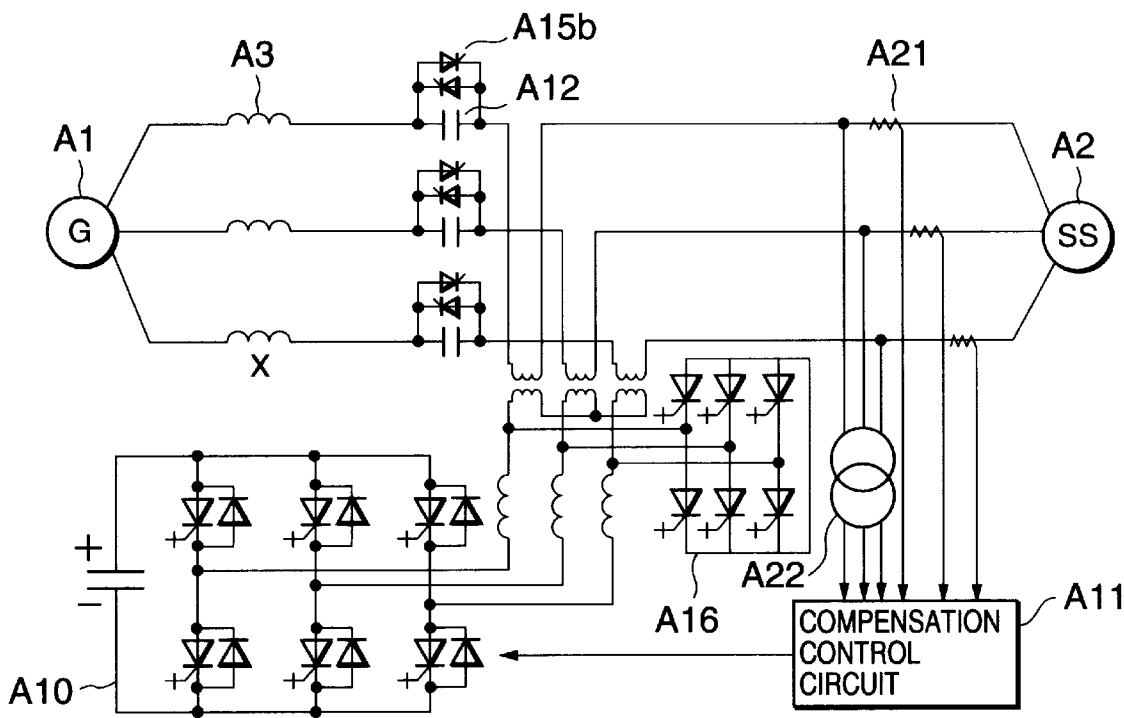 A15b
A3
A12
A21
A1
A2
G
SS
X
A22
A16
A11
+
−
COMPENSATION
CONTROL
CIRCUIT
A10